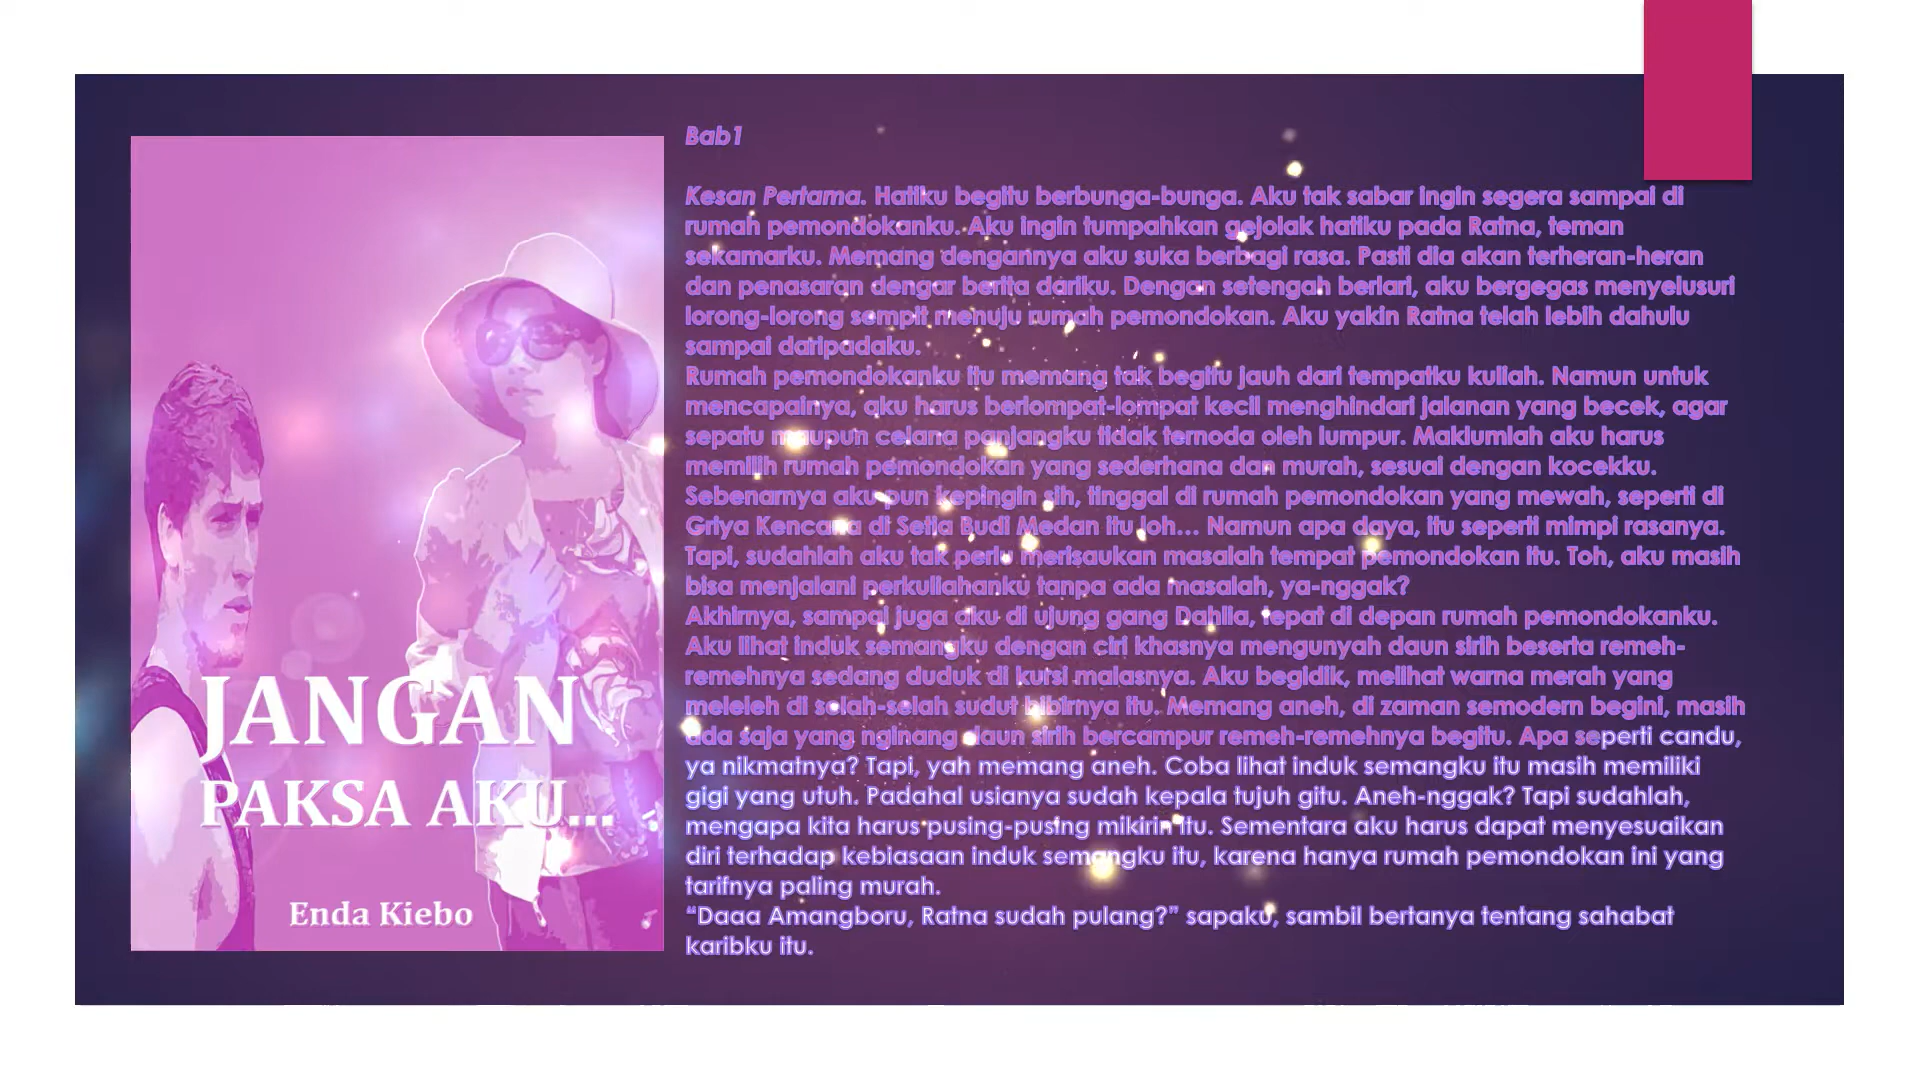 JANGAN
PAKSA AKU...
Enda Kiebo
Bab1
Kesan Pertama. Hatiku begitu berbunga-bunga. Aku tak sabar ingin segera sampai di
rumah pemondokanku. Aku ingin tumpahkan gejolak hatiku pada Ratna, teman
sekamarku. Memang dengannya aku suka berbagi rasa. Pasti dia akan terheran-heran
dan penasaran dengar berita dariku. Dengan setengah berlari, aku bergegas menyelusuri
lorong-lorong sempit menuju rumah pemondokan. Aku yakin Ratna telah lebih dahulu
sampai daripadaku.
Rumah pemondokanku itu memang tak begitu jauh dari tempatku kuliah. Namun untuk
mencapainya, aku harus berlompat-lompat kecil menghindari jalanan yang becek, agar
sepatu maupun celana panjangku tidak ternoda oleh lumpur. Maklumlah aku harus
memilih rumah pemondokan yang sederhana dan murah, sesuai dengan kocekku.
Sebenarnya aku pun kepingin sih, tinggal di rumah pemondokan yang mewah, seperti di
Griya Kencana di Setia Budi Medan itu loh... Namun apa daya, itu seperti mimpi rasanya.
Tapi, sudahlah aku tak perlu merisaukan masalah tempat pemondokan itu. Toh, aku masih
bisa menjalani perkuliahanku tanpa ada masalah, ya-nggak?
Akhirnya, sampai juga aku di ujung gang Dahlia, tepat di depan rumah pemondokanku.
Aku lihat induk semangku dengan ciri khasnya mengunyah daun sirih beserta remeh-
remehnya sedang duduk di kursi malasnya. Aku begidik, melihat warna merah yang
meleleh di selah-selah sudut bibirnya itu. Memang aneh, di zaman semodern begini, masih
ada saja yang nginang daun sirih bercampur remeh-remehnya begitu. Apa seperti candu,
ya nikmatnya? Tapi, yah memang aneh. Coba lihat induk semangku itu masih memiliki
gigi yang utuh. Padahal usianya sudah kepala tujuh gitu. Aneh-nggak? Tapi sudahlah,
mengapa kita harus pusing-pusing mikirin itu. Sementara aku harus dapat menyesuaikan
diri terhadap kebiasaan induk semangku itu, karena hanya rumah pemondokan ini yang
tarifnya paling murah.
“Daaa Amangboru, Ratna sudah pulang?” sapaku, sambil bertanya tentang sahabat
karibku itu.